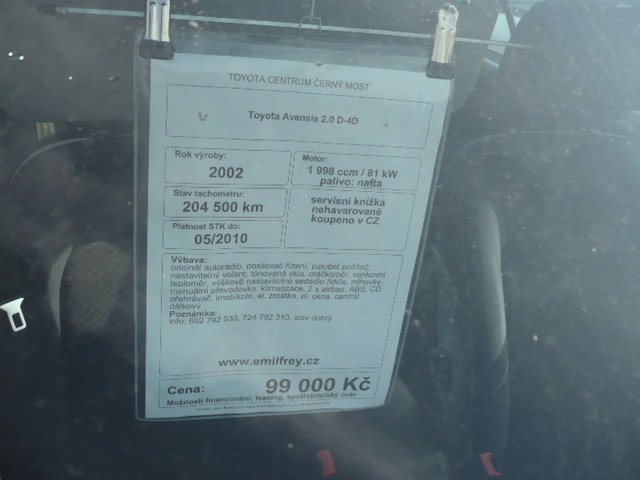 TOYOTA CENTRUM ČERNÝ MOST
Toyota Avensis 2.0 D-4D
Rok výroby:
2002
Motor:
1 998 ccm / 81 kW
palivo: nafta
Stav tachometru:
204 500 km
servisní knížka
nehavarované
koupeno v CZ
Platnost STK do:
05/2010
Výbava:
originál autorádio, posilovač řízení, palubní počítač,
nastavitelný volant, tónovaná skla, otáčkoměr, venkovní
teploměr, výškově nastavitelné sedadlo řidiče, mlhovky,
manuální převodovka, klimatizace, 2 x airbag, ABS, CD
přehrávač, imobilizér, el. zrcátka, el. okna, centrál
dálkový
Poznámka:
info: 602 792 533, 724 792 310, stav dobrý
www.emilfrey.cz
Cena: 99 000 Kč
Možnosti financování: leasing, spotřebitelský úvěr